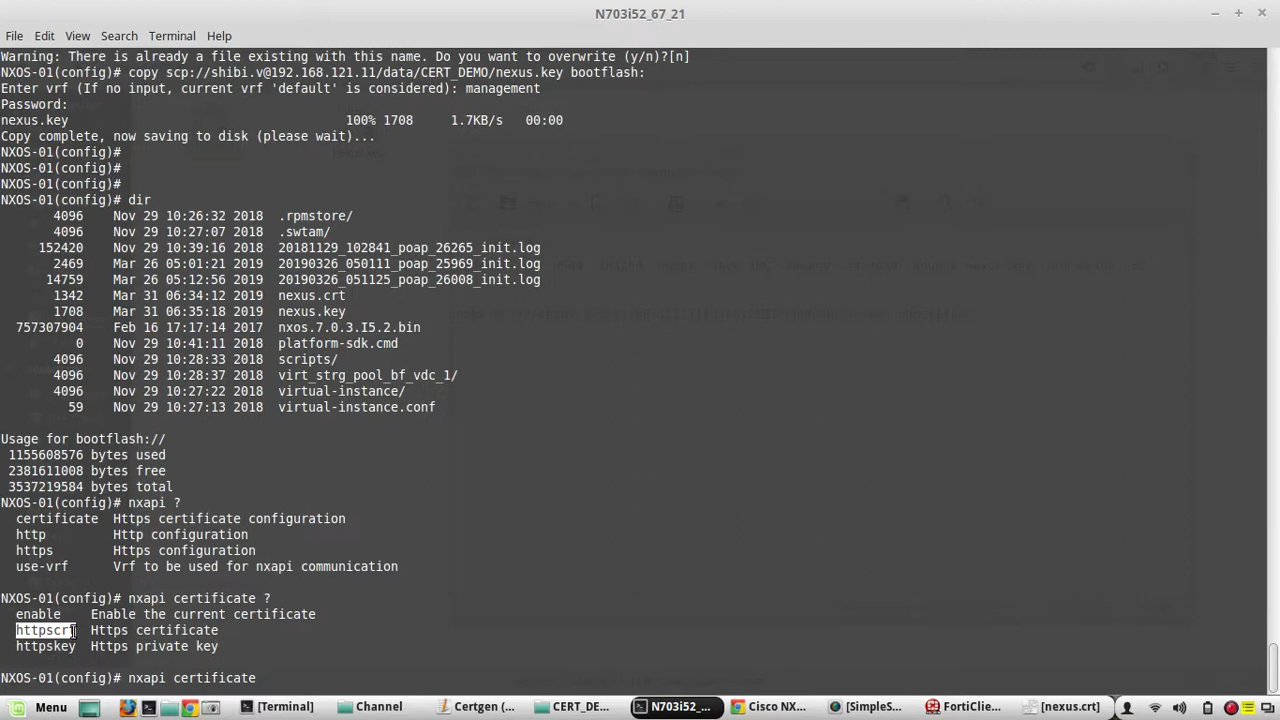 N703i52_67_21
File Edit View Search Terminal Help
Warning: There is already a file existing with this name. Do you want to overwrite (y/n)?[n]
NXOS-01(config)# copy scp://shibi.v@192.168.121.11/data/CERT_DEMO/nexus.key bootflash:
Enter vrf (If no input, current vrf 'default' is considered): management
Password:
nexus.key 100% 1708 1.7KB/s 00:00
Copy complete, now saving to disk (please wait)...
NXOS-01(config)#
NXOS-01(config)#
NXOS-01(config)#
NXOS-01(config)# dir
4096 Nov 29 10:26:32 2018 .rpmstore/
4096 Nov 29 10:27:07 2018 .swtam/
152420 Nov 29 10:39:16 2018 20181129_102841_poap_26265_init.log
2469 Mar 26 05:01:21 2019 20190326_050111_poap_25969_init.log
14759 Mar 26 05:12:56 2019 20190326_051125_poap_26008_init.log
1342 Mar 31 06:34:12 2019 nexus.crt
1708 Mar 31 06:35:18 2019 nexus.key
757307904 Feb 16 17:17:14 2017 nxos.7.0.3.I5.2.bin
0 Nov 29 10:41:11 2018 platform-sdk.cmd
4096 Nov 29 10:28:33 2018 scripts/
4096 Nov 29 10:28:37 2018 virt_strg_pool_bf_vdc_1/
4096 Nov 29 10:27:22 2018 virtual-instance/
59 Nov 29 10:27:13 2018 virtual-instance.conf
Usage for bootflash://
1155608576 bytes used
2381611008 bytes free
3537219584 bytes total
NXOS-01(config)# nxapi ?
certificate Https certificate configuration
http Http configuration
https Https configuration
use-vrf Vrf to be used for nxapi communication
NXOS-01(config)# nxapi certificate ?
enable Enable the current certificate
httpscrt Https certificate
httpskey Https private key
NXOS-01(config)# nxapi certificate
Menu [Terminal] Channel Certgen (... CERT_DE... N703i52_... Cisco NX... [SimpleS... FortiClie... [nexus.crt]